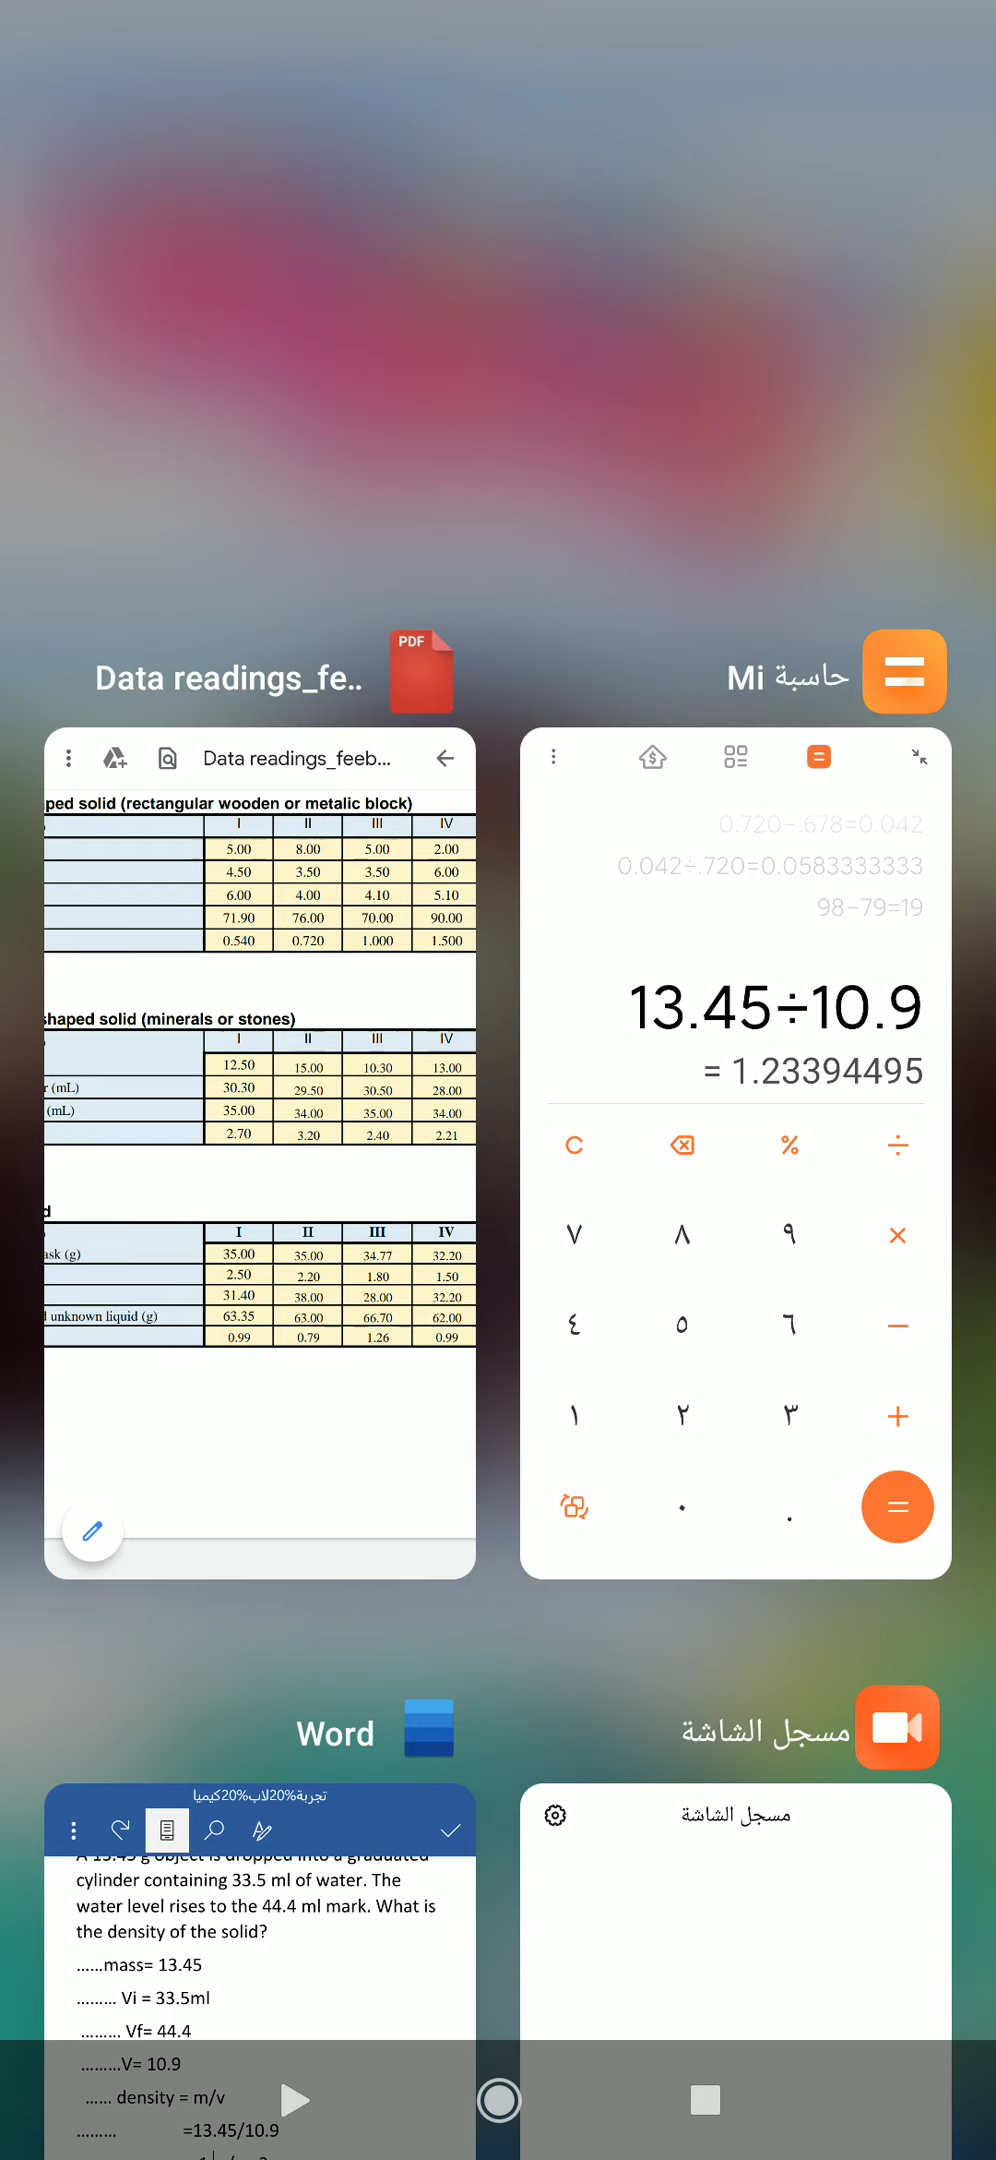 Data readings_fe..
PDF
حاسبة Mi
Data readings_feeb...
ped solid (rectangular wooden or metalic block)
I II III IV
5.00 8.00 5.00 2.00
4.50 3.50 3.50 6.00
6.00 4.00 4.10 5.10
71.90 76.00 70.00 90.00
0.540 0.720 1.000 1.500
shaped solid (minerals or stones)
I II III IV
12.50 15.00 10.30 13.00
r (mL) 30.30 29.50 30.50 28.00
(mL) 35.00 34.00 35.00 34.00
2.70 3.20 2.40 2.21
d
I II III IV
ask (g) 35.00 35.00 34.77 32.20
2.50 2.20 1.80 1.50
31.40 38.00 28.00 32.20
unknown liquid (g) 63.35 63.00 66.70 62.00
0.99 0.79 1.26 0.99
0.720−.678=0.042
0.042÷.720=0.0583333333
98−79=19
13.45÷10.9
= 1.23394495
C % ÷
٧ ٨ ٩ ×
٤ ٥ ٦ −
١ ٢ ٣ +
٠ . =
Word
مسجل الشاشة
تجربة%20لاب%20كيميا
A 13.45 g object is dropped into a graduated
cylinder containing 33.5 ml of water. The
water level rises to the 44.4 ml mark. What is
the density of the solid?
......mass= 13.45
......... Vi = 33.5ml
......... Vf= 44.4
.........V= 10.9
...... density = m/v
......... =13.45/10.9
مسجل الشاشة